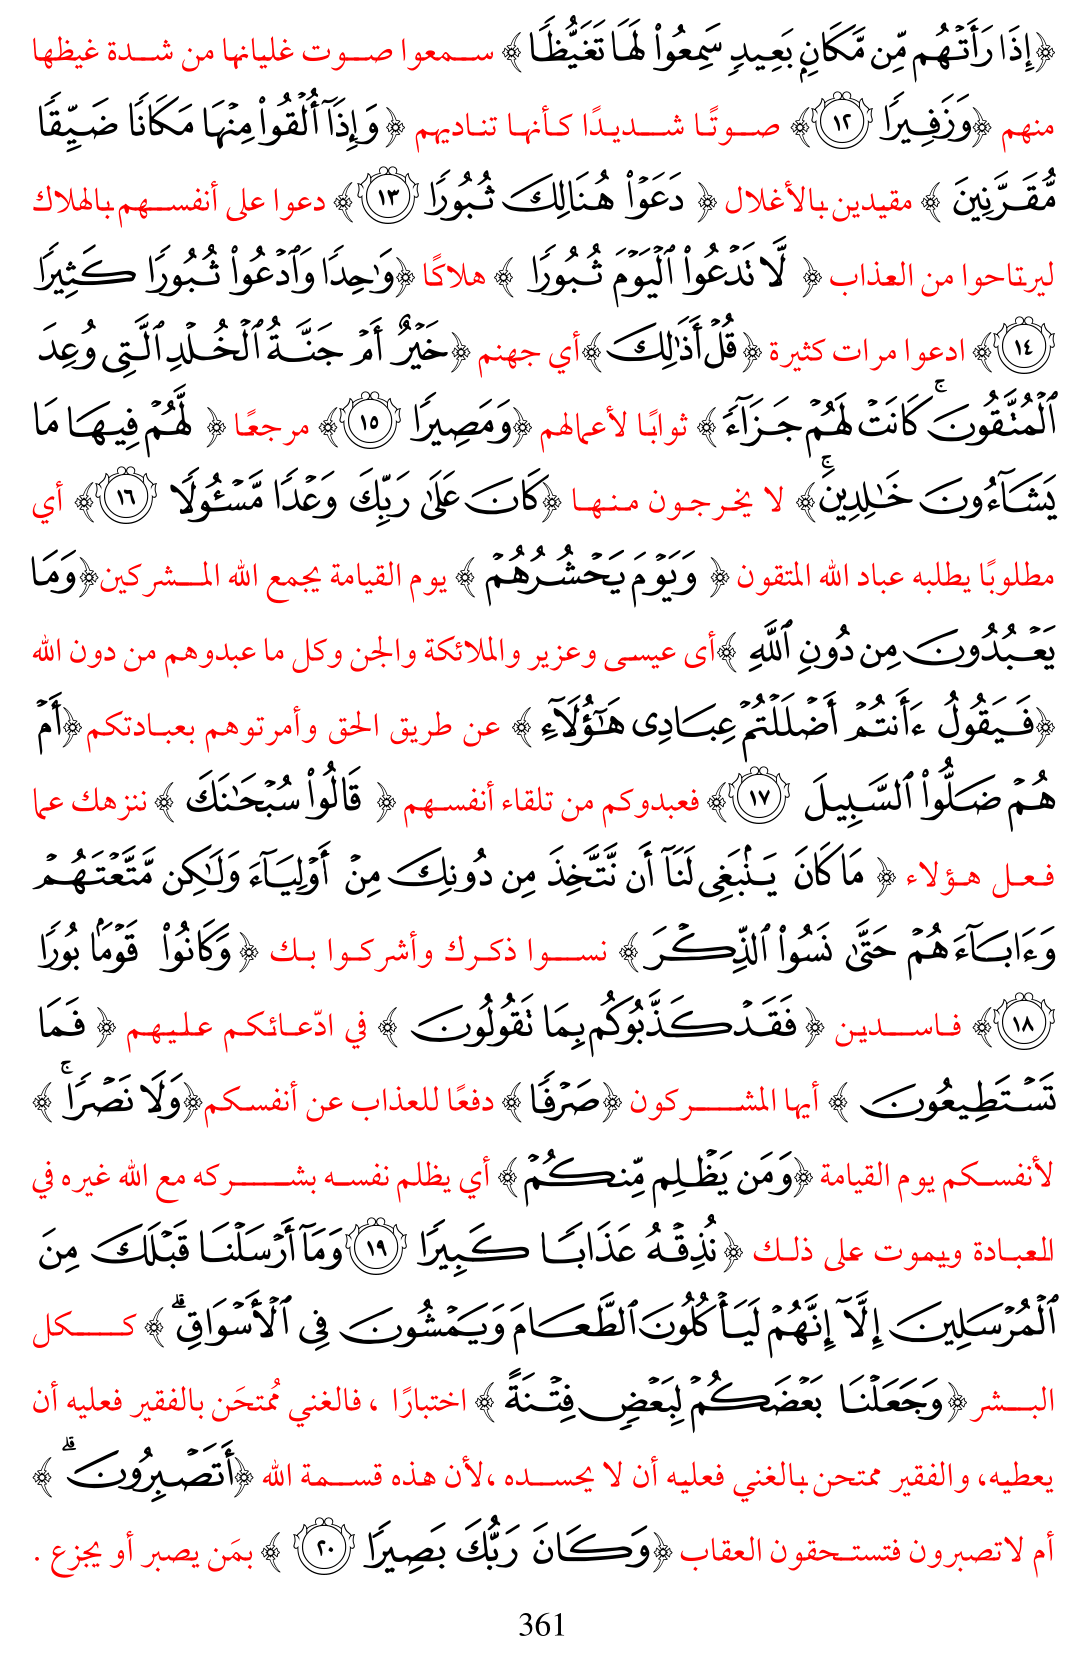 ﴿إِذَا رَأَتْهُم مِّن مَّكَانٍ بَعِيدٍ سَمِعُوا۟ لَهَا تَغَيُّظًا﴾ سمعوا صوت غليانها من شدة غيظها
منهم ﴿وَزَفِيرًا ١٢﴾ صوتًا شديدًا كأنها تناديهم ﴿وَإِذَآ أُلْقُوا۟ مِنْهَا مَكَانًا ضَيِّقًا
مُّقَرَّنِينَ﴾ مقيدين بالأغلال ﴿دَعَوْا۟ هُنَالِكَ ثُبُورًا ١٣﴾ دعوا على أنفسهم بالهلاك
ليرتاحوا من العذاب ﴿لَّا تَدْعُوا۟ ٱلْيَوْمَ ثُبُورًا﴾ هلاكًا ﴿وَٰحِدًا وَٱدْعُوا۟ ثُبُورًا كَثِيرًا
١٤﴾ ادعوا مرات كثيرة ﴿قُلْ أَذَٰلِكَ﴾أي جهنم ﴿خَيْرٌ أَمْ جَنَّةُ ٱلْخُلْدِ ٱلَّتِى وُعِدَ
ٱلْمُتَّقُونَ ۚ كَانَتْ لَهُمْ جَزَآءً﴾ ثوابًا لأعمالهم ﴿وَمَصِيرًا ١٥﴾ مرجعًا ﴿لَّهُمْ فِيهَا مَا
يَشَآءُونَ خَٰلِدِينَ ۚ﴾ لا يخرجون منها ﴿كَانَ عَلَىٰ رَبِّكَ وَعْدًا مَّسْـُٔولًا ١٦﴾ أي
مطلوبًا يطلبه عباد الله المتقون ﴿وَيَوْمَ يَحْشُرُهُمْ﴾ يوم القيامة يجمع الله المشركين﴿وَمَا
يَعْبُدُونَ مِن دُونِ ٱللَّهِ﴾أى عيسى وعزير والملائكة والجن وكل ما عبدوهم من دون الله
﴿فَيَقُولُ ءَأَنتُمْ أَضْلَلْتُمْ عِبَادِى هَٰٓؤُلَآءِ﴾ عن طريق الحق وأمرتوهم بعبادتكم﴿أَمْ
هُمْ ضَلُّوا۟ ٱلسَّبِيلَ ١٧﴾ فعبدوكم من تلقاء أنفسهم ﴿قَالُوا۟ سُبْحَٰنَكَ﴾ ننزهك عما
فعل هؤلاء ﴿مَا كَانَ يَنۢبَغِى لَنَآ أَن نَّتَّخِذَ مِن دُونِكَ مِنْ أَوْلِيَآءَ وَلَٰكِن مَّتَّعْتَهُمْ
وَءَابَآءَهُمْ حَتَّىٰ نَسُوا۟ ٱلذِّكْرَ﴾ نسوا ذكرك وأشركوا بك ﴿وَكَانُوا۟ قَوْمًۢا بُورًا
١٨﴾ فاسدين ﴿فَقَدْ كَذَّبُوكُم بِمَا تَقُولُونَ﴾ في ادّعائكم عليهم ﴿فَمَا
تَسْتَطِيعُونَ﴾ أيها المشركون ﴿صَرْفًا﴾ دفعًا للعذاب عن أنفسكم﴿وَلَا نَصْرًا ۚ﴾
لأنفسكم يوم القيامة ﴿وَمَن يَظْلِم مِّنكُمْ﴾ أي يظلم نفسه بشركه مع الله غيره في
العبادة ويموت على ذلك ﴿نُذِقْهُ عَذَابًا كَبِيرًا ١٩ وَمَآ أَرْسَلْنَا قَبْلَكَ مِنَ
ٱلْمُرْسَلِينَ إِلَّآ إِنَّهُمْ لَيَأْكُلُونَ ٱلطَّعَامَ وَيَمْشُونَ فِى ٱلْأَسْوَاقِ ۗ﴾ ككل
البشر ﴿وَجَعَلْنَا بَعْضَكُمْ لِبَعْضٍ فِتْنَةً﴾ اختبارًا ، فالغني مُمتحَن بالفقير فعليه أن
يعطيه، والفقير ممتحن بالغني فعليه أن لا يحسده ،لأن هذه قسمة الله ﴿أَتَصْبِرُونَ ۗ﴾
أم لاتصبرون فتستحقون العقاب ﴿وَكَانَ رَبُّكَ بَصِيرًا ٢٠﴾ بمَن يصبر أو يجزع .
361